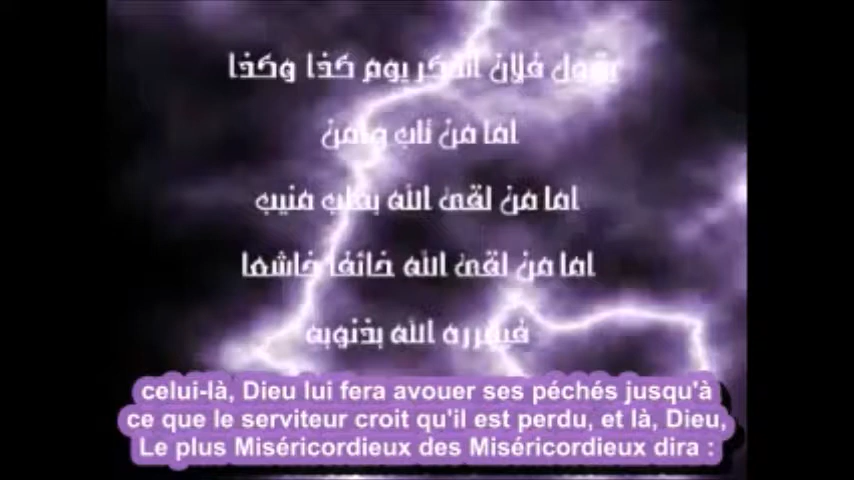 يقول فلان اتذكر يوم كذا وكذا
اما من تاب وامن
اما من لقى الله بقلب منيب
اما من لقى الله خائفا خاشعا
فيقرره الله بذنوبه
celui-là, Dieu lui fera avouer ses péchés jusqu'à
ce que le serviteur croit qu'il est perdu, et là, Dieu,
Le plus Miséricordieux des Miséricordieux dira :